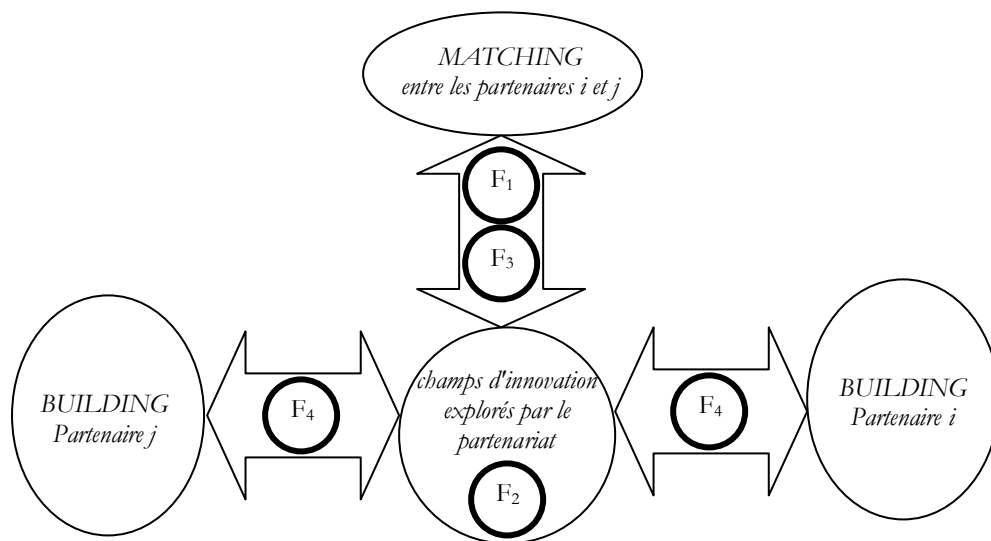 MATCHING
entre les partenaires i et j
F1
F3
champs d'innovation
explorés par le
partenariat
F2
BUILDING
Partenaire j
F4
F4
BUILDING
Partenaire i